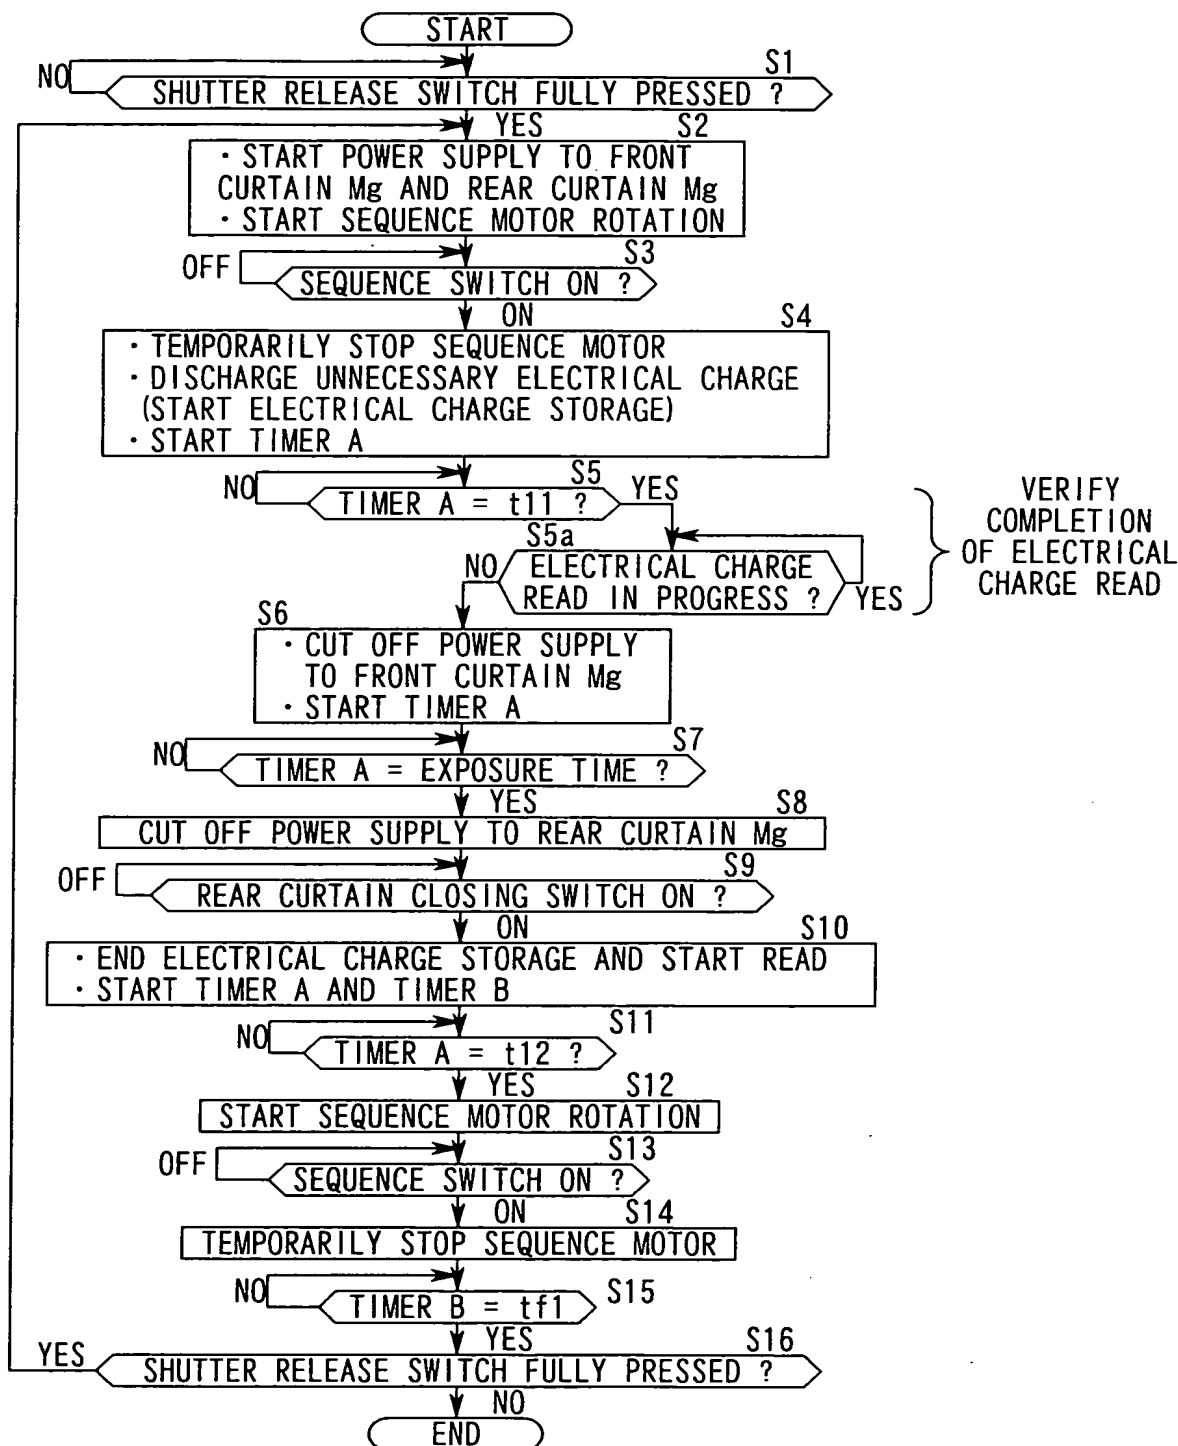 START
S1
NO
SHUTTER RELEASE SWITCH FULLY PRESSED ?
YES
S2
· START POWER SUPPLY TO FRONT
CURTAIN Mg AND REAR CURTAIN Mg
· START SEQUENCE MOTOR ROTATION
S3
OFF
SEQUENCE SWITCH ON ?
ON
S4
· TEMPORARILY STOP SEQUENCE MOTOR
· DISCHARGE UNNECESSARY ELECTRICAL CHARGE
(START ELECTRICAL CHARGE STORAGE)
· START TIMER A
S5
NO
TIMER A = t11 ?
YES
S5a
NO
ELECTRICAL CHARGE
READ IN PROGRESS ?
YES
VERIFY
COMPLETION
OF ELECTRICAL
CHARGE READ
S6
· CUT OFF POWER SUPPLY
TO FRONT CURTAIN Mg
· START TIMER A
S7
NO
TIMER A = EXPOSURE TIME ?
YES
S8
CUT OFF POWER SUPPLY TO REAR CURTAIN Mg
S9
OFF
REAR CURTAIN CLOSING SWITCH ON ?
ON
S10
· END ELECTRICAL CHARGE STORAGE AND START READ
· START TIMER A AND TIMER B
S11
NO
TIMER A = t12 ?
YES
S12
START SEQUENCE MOTOR ROTATION
S13
OFF
SEQUENCE SWITCH ON ?
ON
S14
TEMPORARILY STOP SEQUENCE MOTOR
NO
TIMER B = tf1
S15
YES
S16
YES
SHUTTER RELEASE SWITCH FULLY PRESSED ?
NO
END